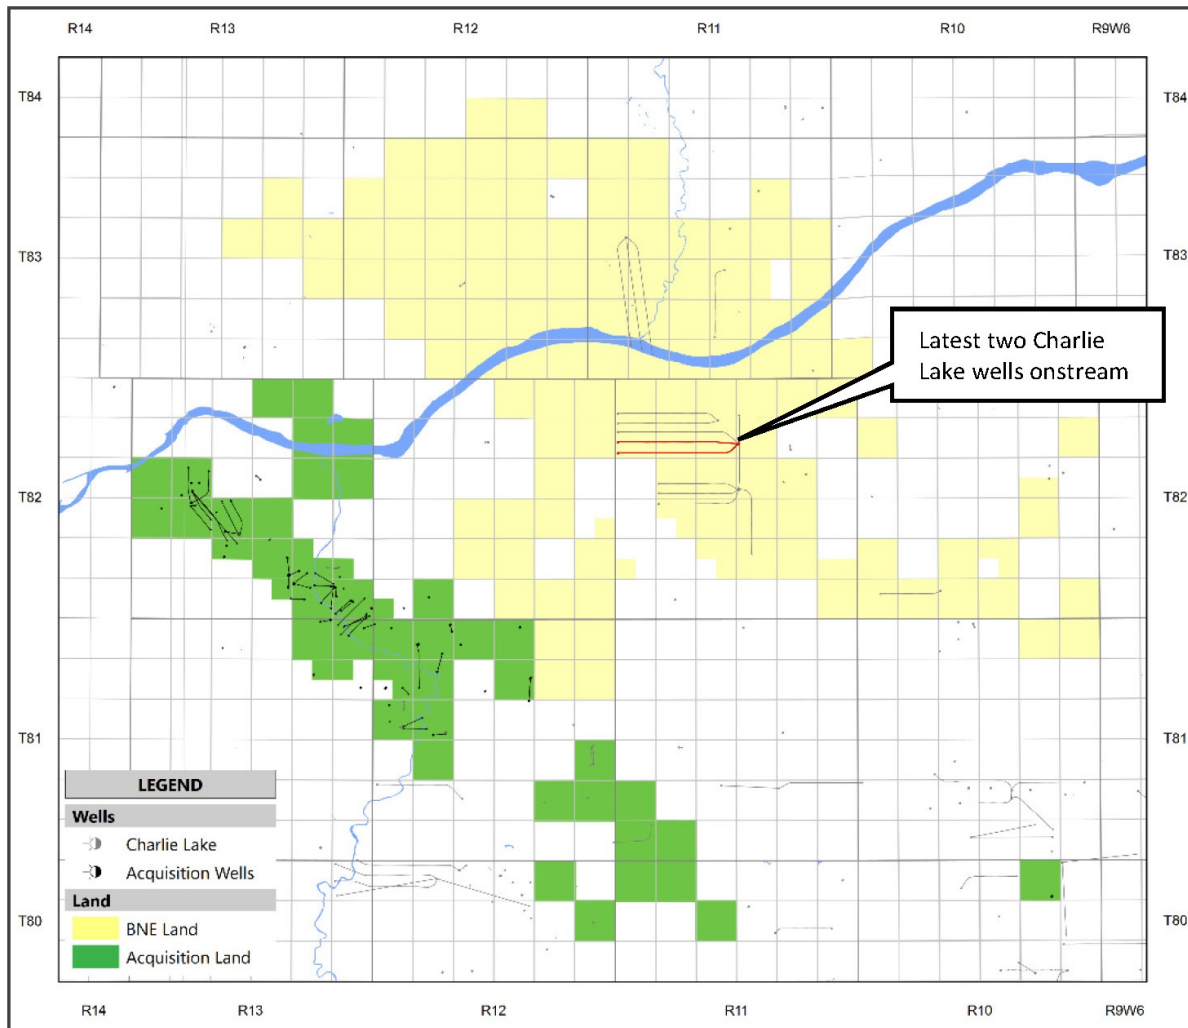 R14 R13 R12 R11 R10 R9W6
T84 T84
T83 T83
Latest two Charlie
Lake wells onstream
T82 T82
T81 T81
LEGEND
Wells
Charlie Lake
Acquisition Wells
Land
BNE Land
Acquisition Land
T80 T80
R14 R13 R12 R11 R10 R9W6